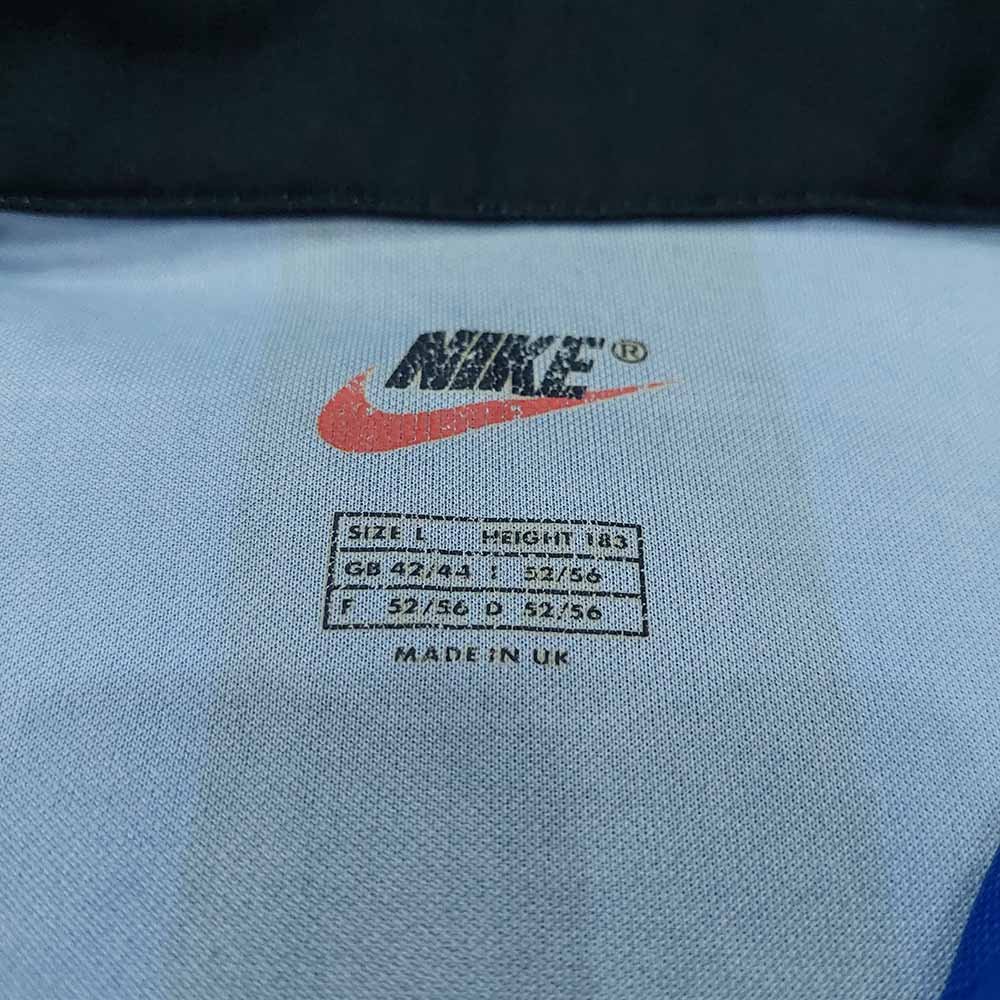 NIKE®
SIZE L HEIGHT 183
GB 42/44 I 52/56
F 52/56 D 52/56
MADE IN UK